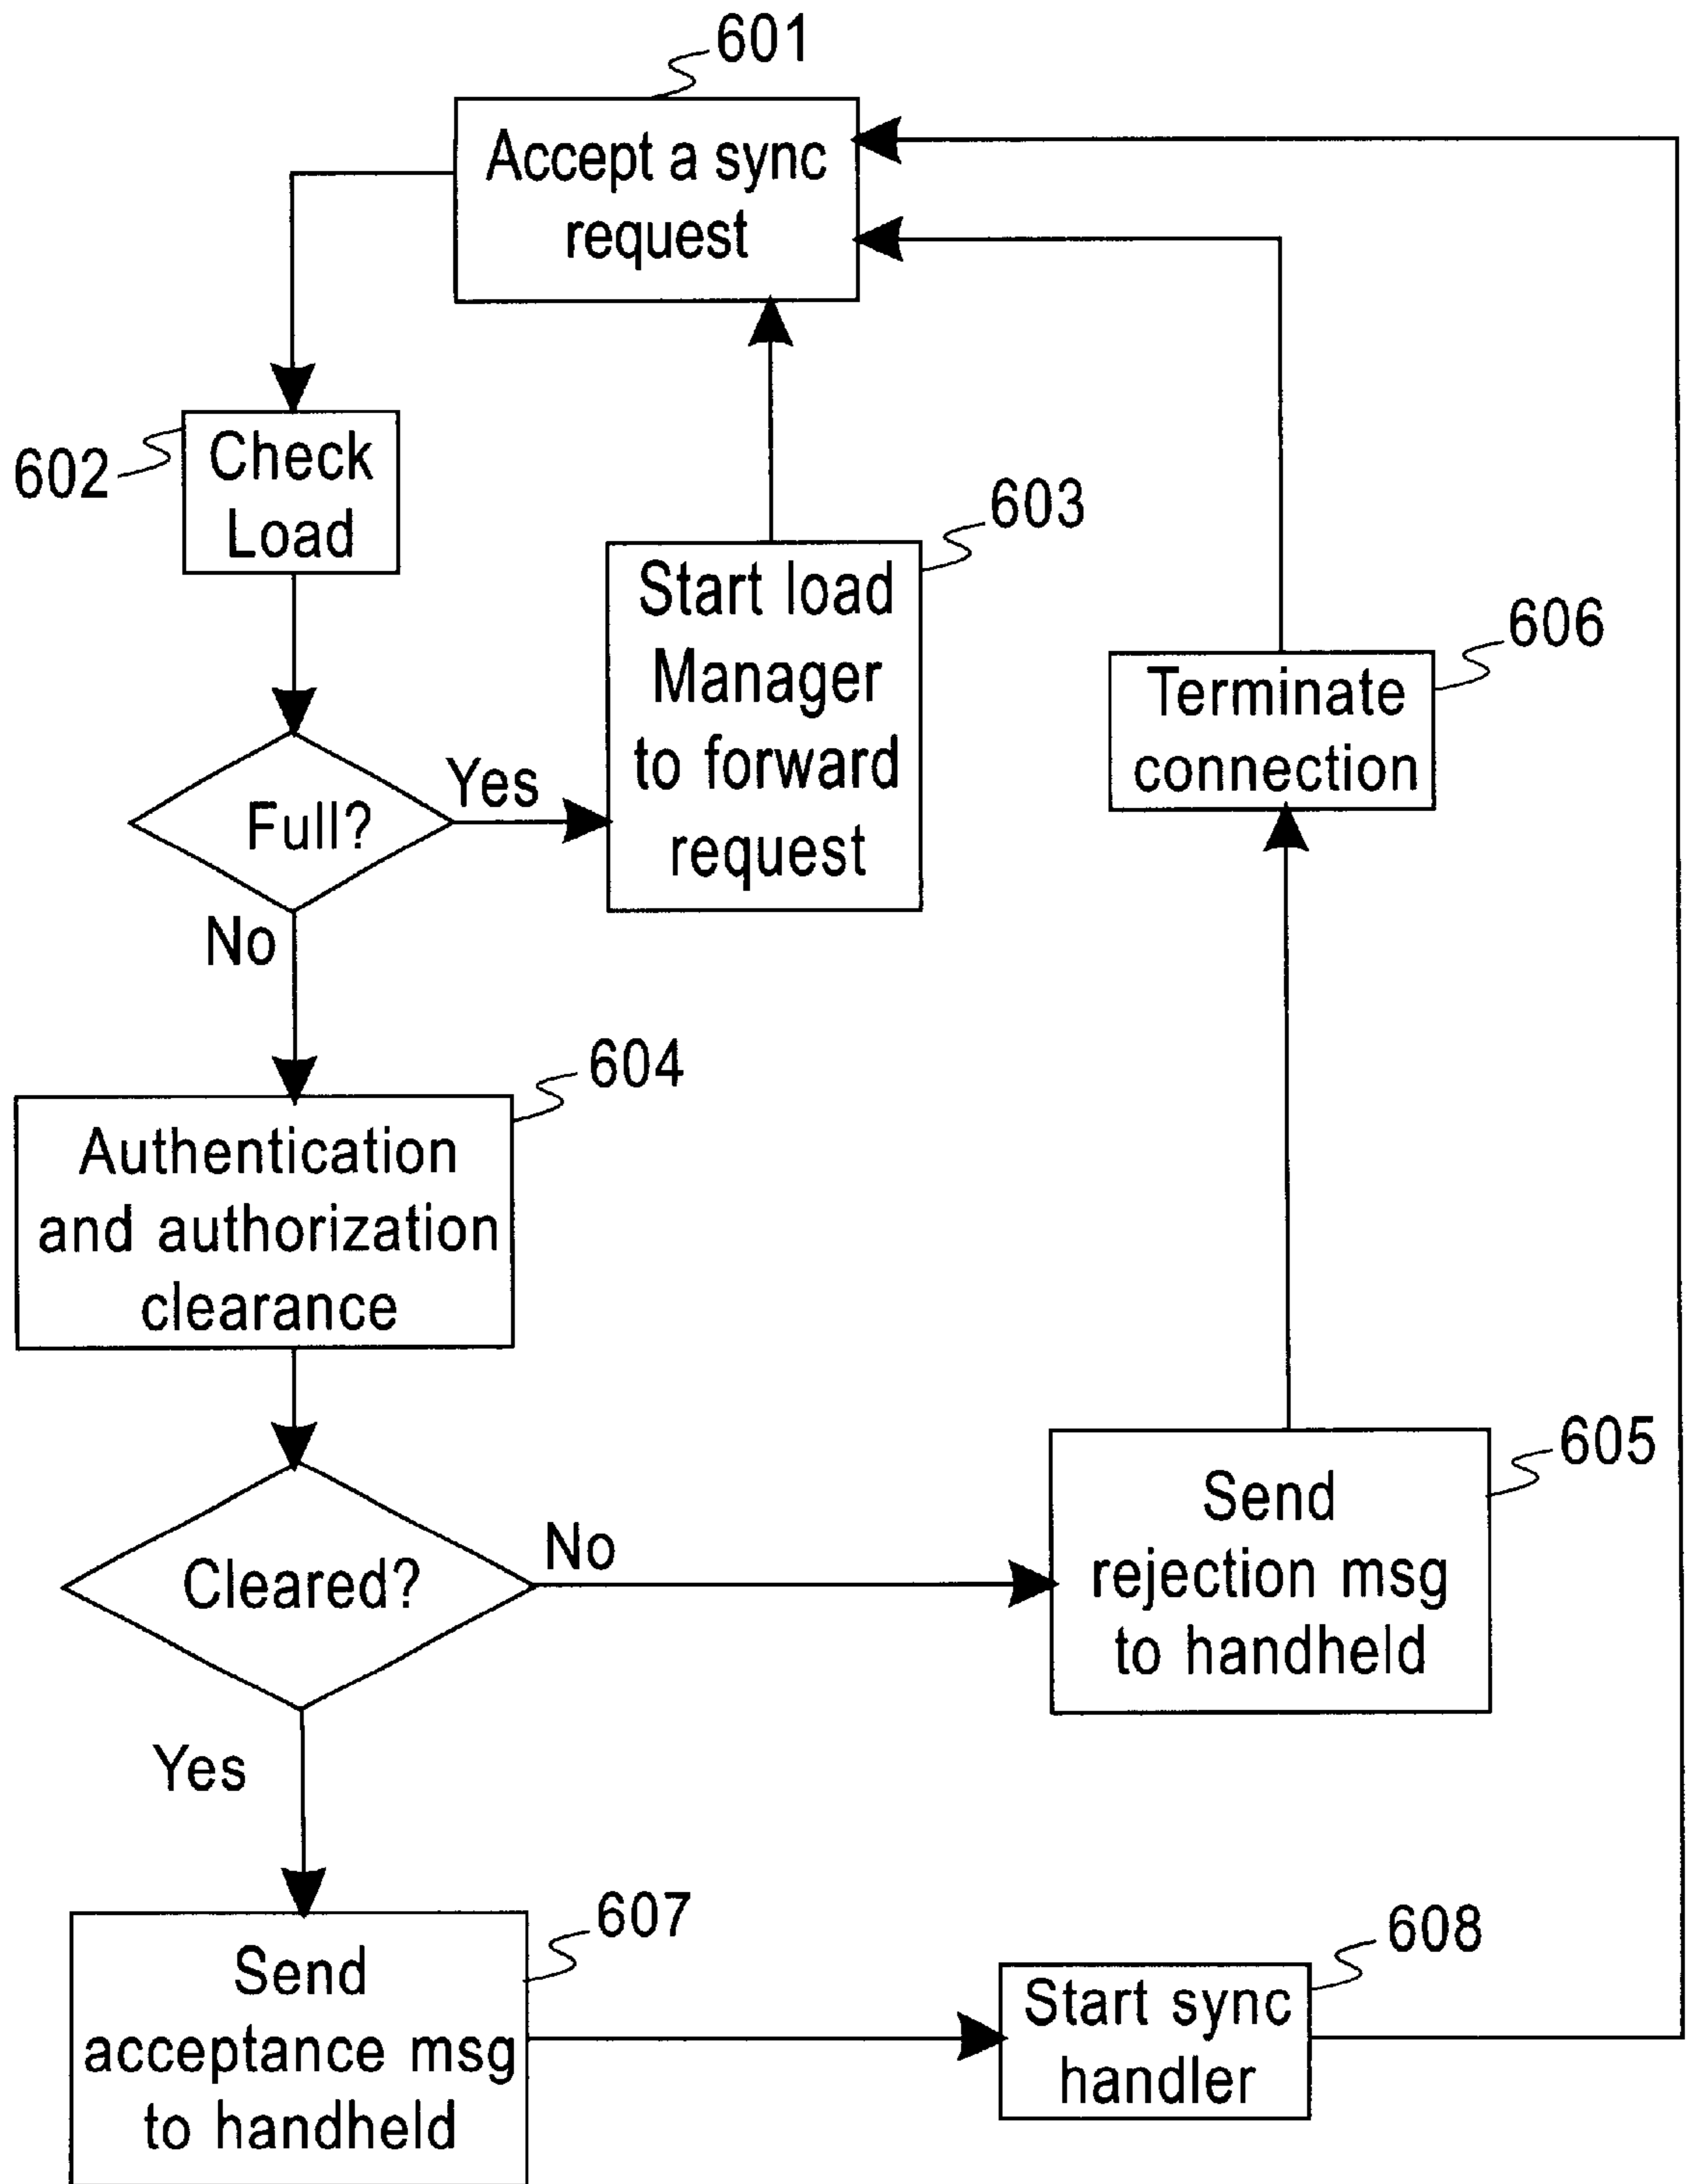 601
Accept a sync
request
602
Check
Load
603
Start load
Manager
to forward
request
606
Terminate
connection
Full?
Yes
No
604
Authentication
and authorization
clearance
Cleared?
No
605
Send
rejection msg
to handheld
Yes
607
Send
acceptance msg
to handheld
608
Start sync
handler